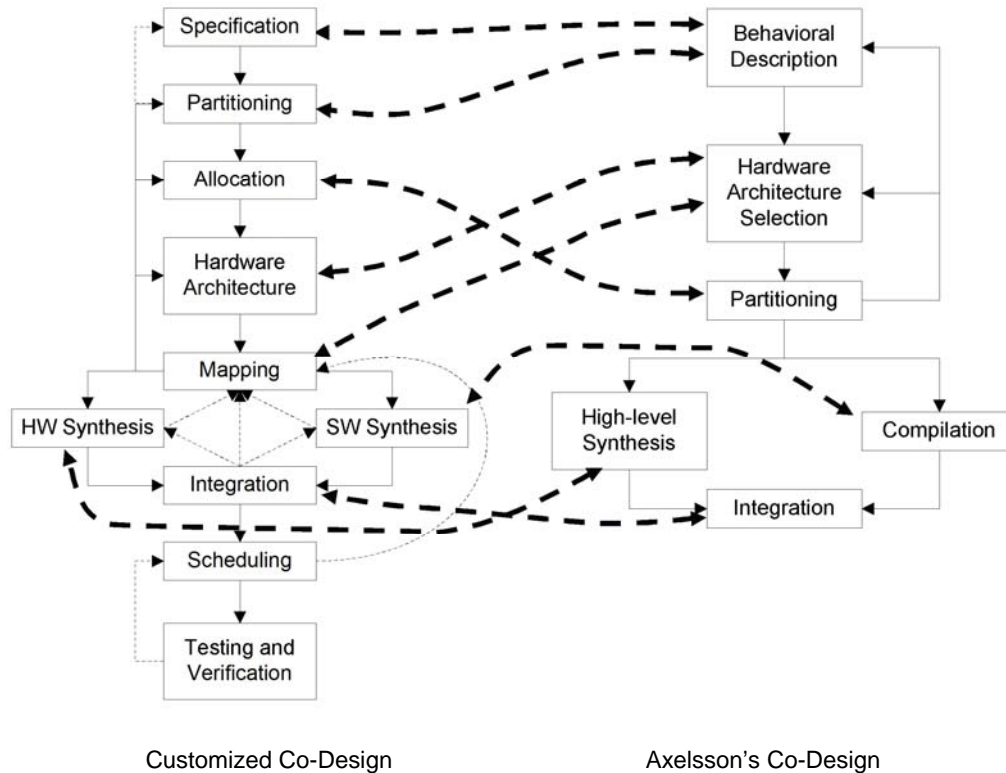 Specification
Partitioning
Allocation
Hardware
Architecture
Mapping
HW Synthesis
SW Synthesis
Integration
Scheduling
Testing and
Verification
Behavioral
Description
Hardware
Architecture
Selection
Partitioning
High-level
Synthesis
Compilation
Integration
Customized Co-Design
Axelsson's Co-Design